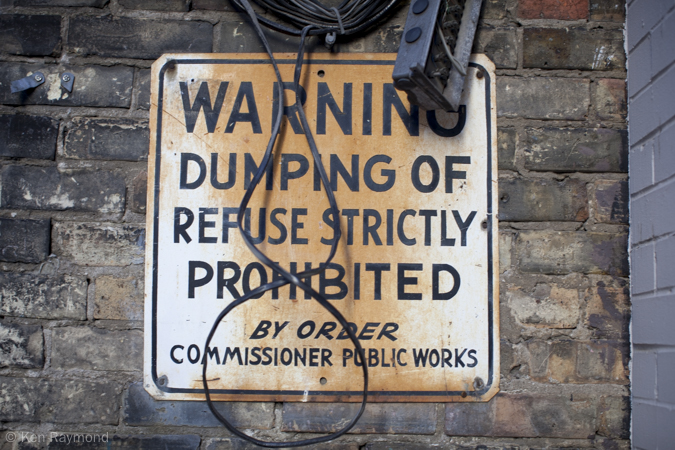 WARNING
DUMPING OF
REFUSE STRICTLY
PROHIBITED
BY ORDER
COMMISSIONER PUBLIC WORKS
© Ken Raymond